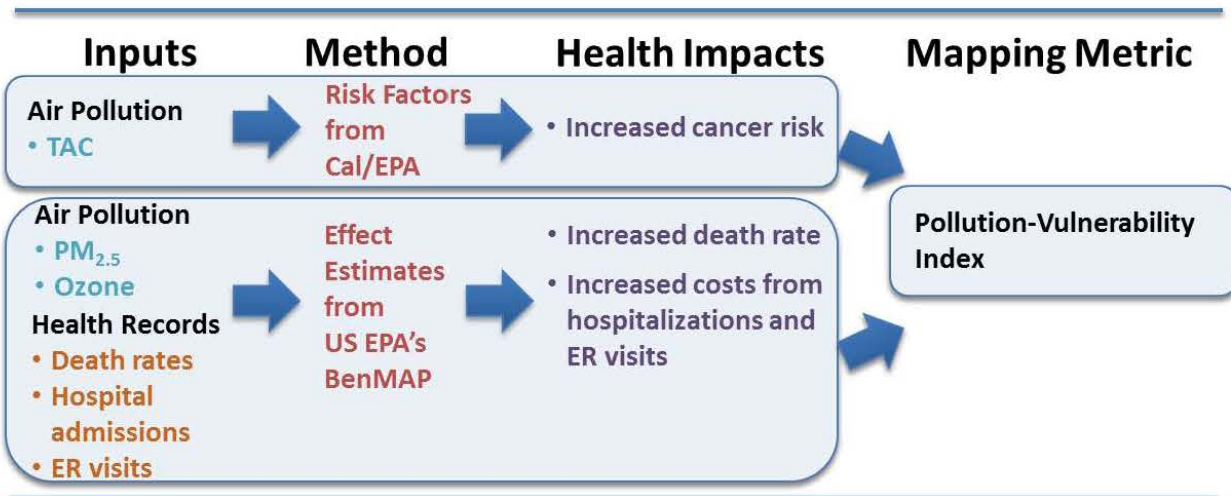 Inputs
Method
Health Impacts
Mapping Metric
Air Pollution
• TAC
Risk Factors
from
Cal/EPA
• Increased cancer risk
Air Pollution
• PM2.5
• Ozone
Health Records
• Death rates
• Hospital
admissions
• ER visits
Effect
Estimates
from
US EPA’s
BenMAP
• Increased death rate
• Increased costs from
hospitalizations and
ER visits
Pollution-Vulnerability
Index